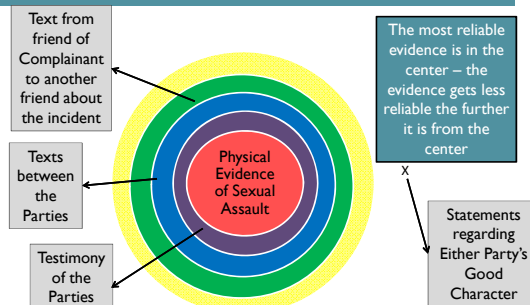 Text from
friend of
Complainant
to another
friend about
the incident
The most reliable
evidence is in the
center – the
evidence gets less
reliable the further
it is from the
center
Physical
Evidence
of Sexual
Assault
Texts
between
the
Parties
X
Statements
regarding
Either Party's
Good
Character
Testimony
of the
Parties